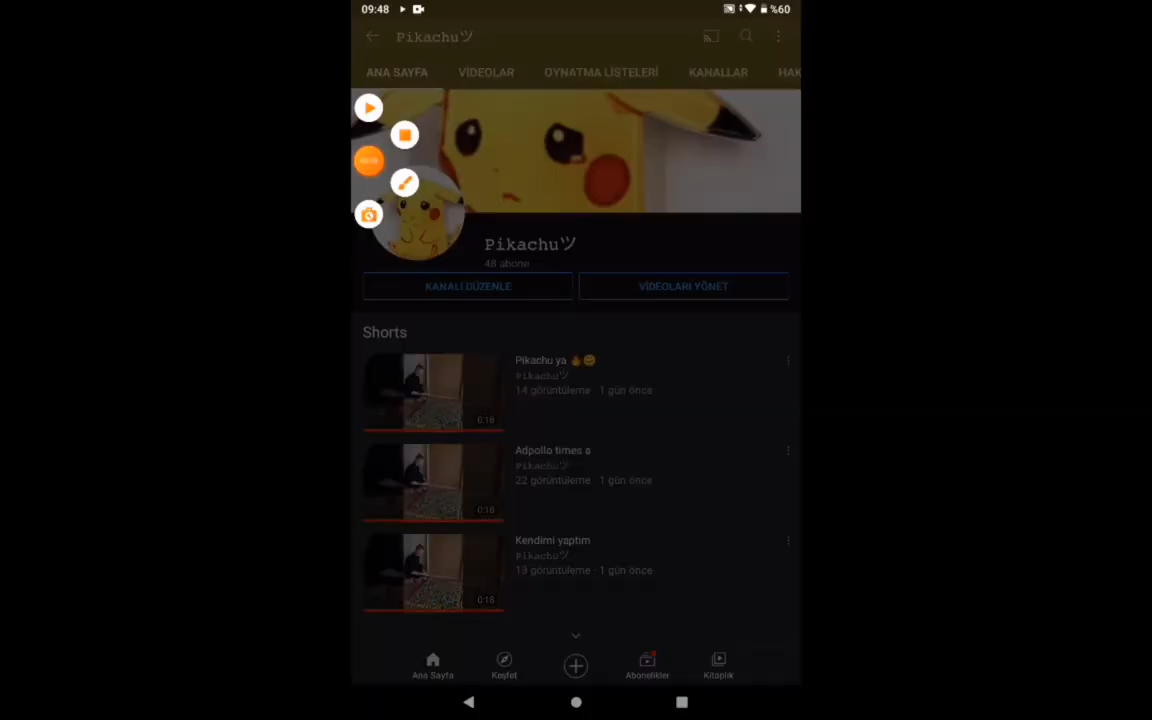 09:48 %60
Pikachuツ
ANA SAYFA VİDEOLAR OYNATMA LİSTELERİ KANALLAR HAK
Pikachuツ
48 abone
KANALI DÜZENLE VİDEOLARI YÖNET
Shorts
Pikachu ya 🔥🤗
Pikachuツ
14 görüntüleme · 1 gün önce
0:18
Adpollo times a
Pikachuツ
22 görüntüleme · 1 gün önce
0:18
Kendimi yaptım
Pikachuツ
13 görüntüleme · 1 gün önce
0:18
Ana Sayfa Keşfet Abonelikler Kitaplık